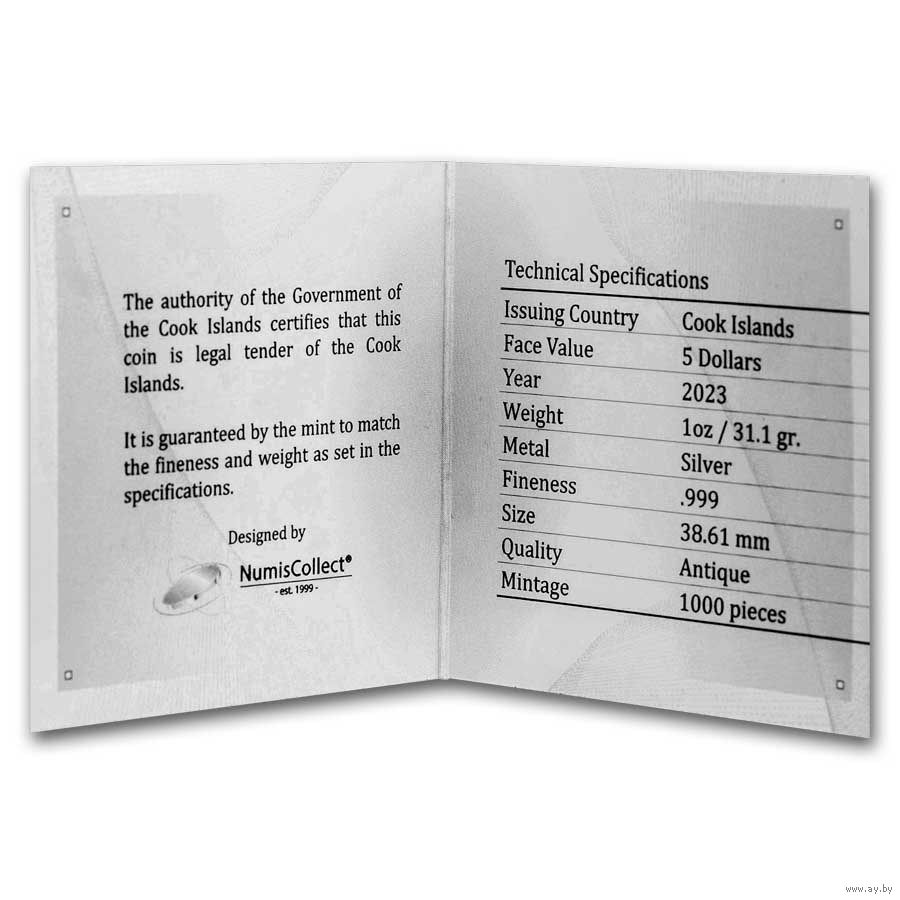 The authority of the Government of
the Cook Islands certifies that this
coin is legal tender of the Cook
Islands.
It is guaranteed by the mint to match
the fineness and weight as set in the
specifications.
Designed by
NumisCollect®
- est. 1999 -
Technical Specifications
Issuing Country Cook Islands
Face Value 5 Dollars
Year 2023
Weight 1oz / 31.1 gr.
Metal Silver
Fineness .999
Size 38.61 mm
Quality Antique
Mintage 1000 pieces
www.ay.by